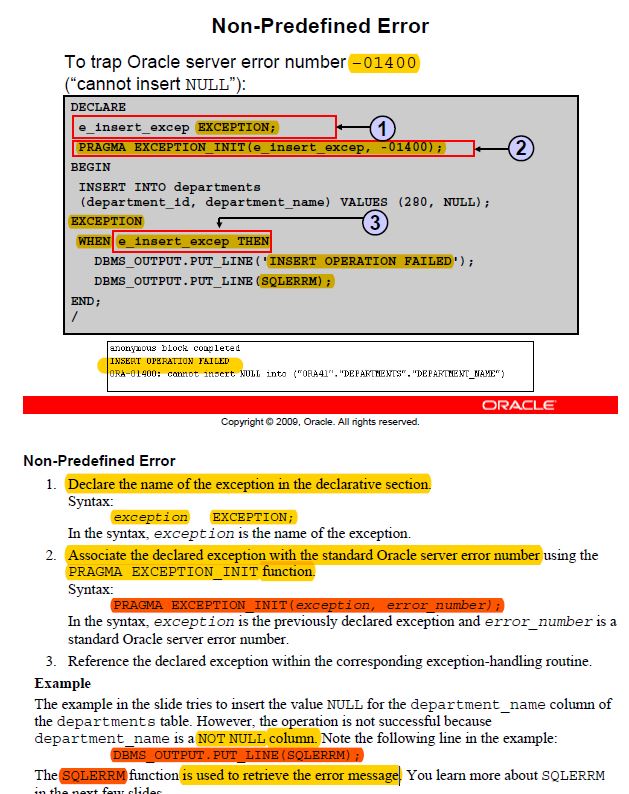 Non-Predefined Error
To trap Oracle server error number –01400
(“cannot insert NULL”):
DECLARE
e_insert_excep EXCEPTION;
1
PRAGMA EXCEPTION_INIT(e_insert_excep, -01400);
2
BEGIN
INSERT INTO departments
(department_id, department_name) VALUES (280, NULL);
3
EXCEPTION
WHEN e_insert_excep THEN
DBMS_OUTPUT.PUT_LINE('INSERT OPERATION FAILED');
DBMS_OUTPUT.PUT_LINE(SQLERRM);
END;
/
anonymous block completed
INSERT OPERATION FAILED
ORA-01400: cannot insert NULL into ("ORA41"."DEPARTMENTS"."DEPARTMENT_NAME")
ORACLE
Copyright © 2009, Oracle. All rights reserved.
Non-Predefined Error
1. Declare the name of the exception in the declarative section.
Syntax:
exception EXCEPTION;
In the syntax, exception is the name of the exception.
2. Associate the declared exception with the standard Oracle server error number using the
PRAGMA EXCEPTION_INIT function.
Syntax:
PRAGMA EXCEPTION_INIT(exception, error_number);
In the syntax, exception is the previously declared exception and error_number is a
standard Oracle server error number.
3. Reference the declared exception within the corresponding exception-handling routine.
Example
The example in the slide tries to insert the value NULL for the department_name column of
the departments table. However, the operation is not successful because
department_name is a NOT NULL column. Note the following line in the example:
DBMS_OUTPUT.PUT_LINE(SQLERRM);
The SQLERRM function is used to retrieve the error message. You learn more about SQLERRM
in the next few slides.